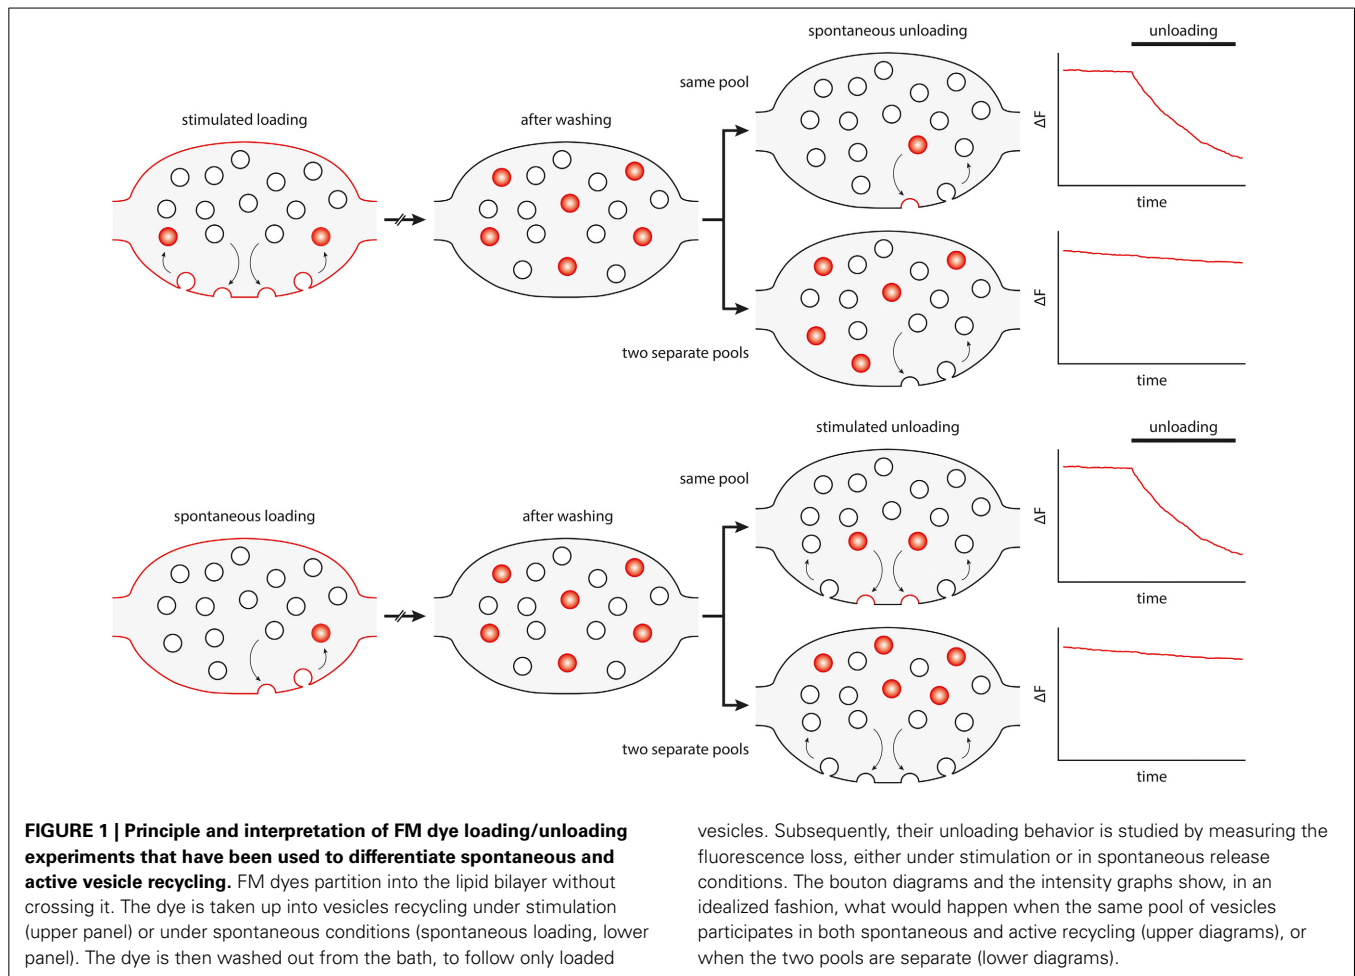 spontaneous unloading
unloading
same pool
ΔF
time
stimulated loading
after washing
ΔF
two separate pools
time
stimulated unloading
unloading
same pool
ΔF
time
spontaneous loading
after washing
ΔF
two separate pools
time
FIGURE 1 | Principle and interpretation of FM dye loading/unloading
experiments that have been used to differentiate spontaneous and
active vesicle recycling. FM dyes partition into the lipid bilayer without
crossing it. The dye is taken up into vesicles recycling under stimulation
(upper panel) or under spontaneous conditions (spontaneous loading, lower
panel). The dye is then washed out from the bath, to follow only loaded
vesicles. Subsequently, their unloading behavior is studied by measuring the
fluorescence loss, either under stimulation or in spontaneous release
conditions. The bouton diagrams and the intensity graphs show, in an
idealized fashion, what would happen when the same pool of vesicles
participates in both spontaneous and active recycling (upper diagrams), or
when the two pools are separate (lower diagrams).